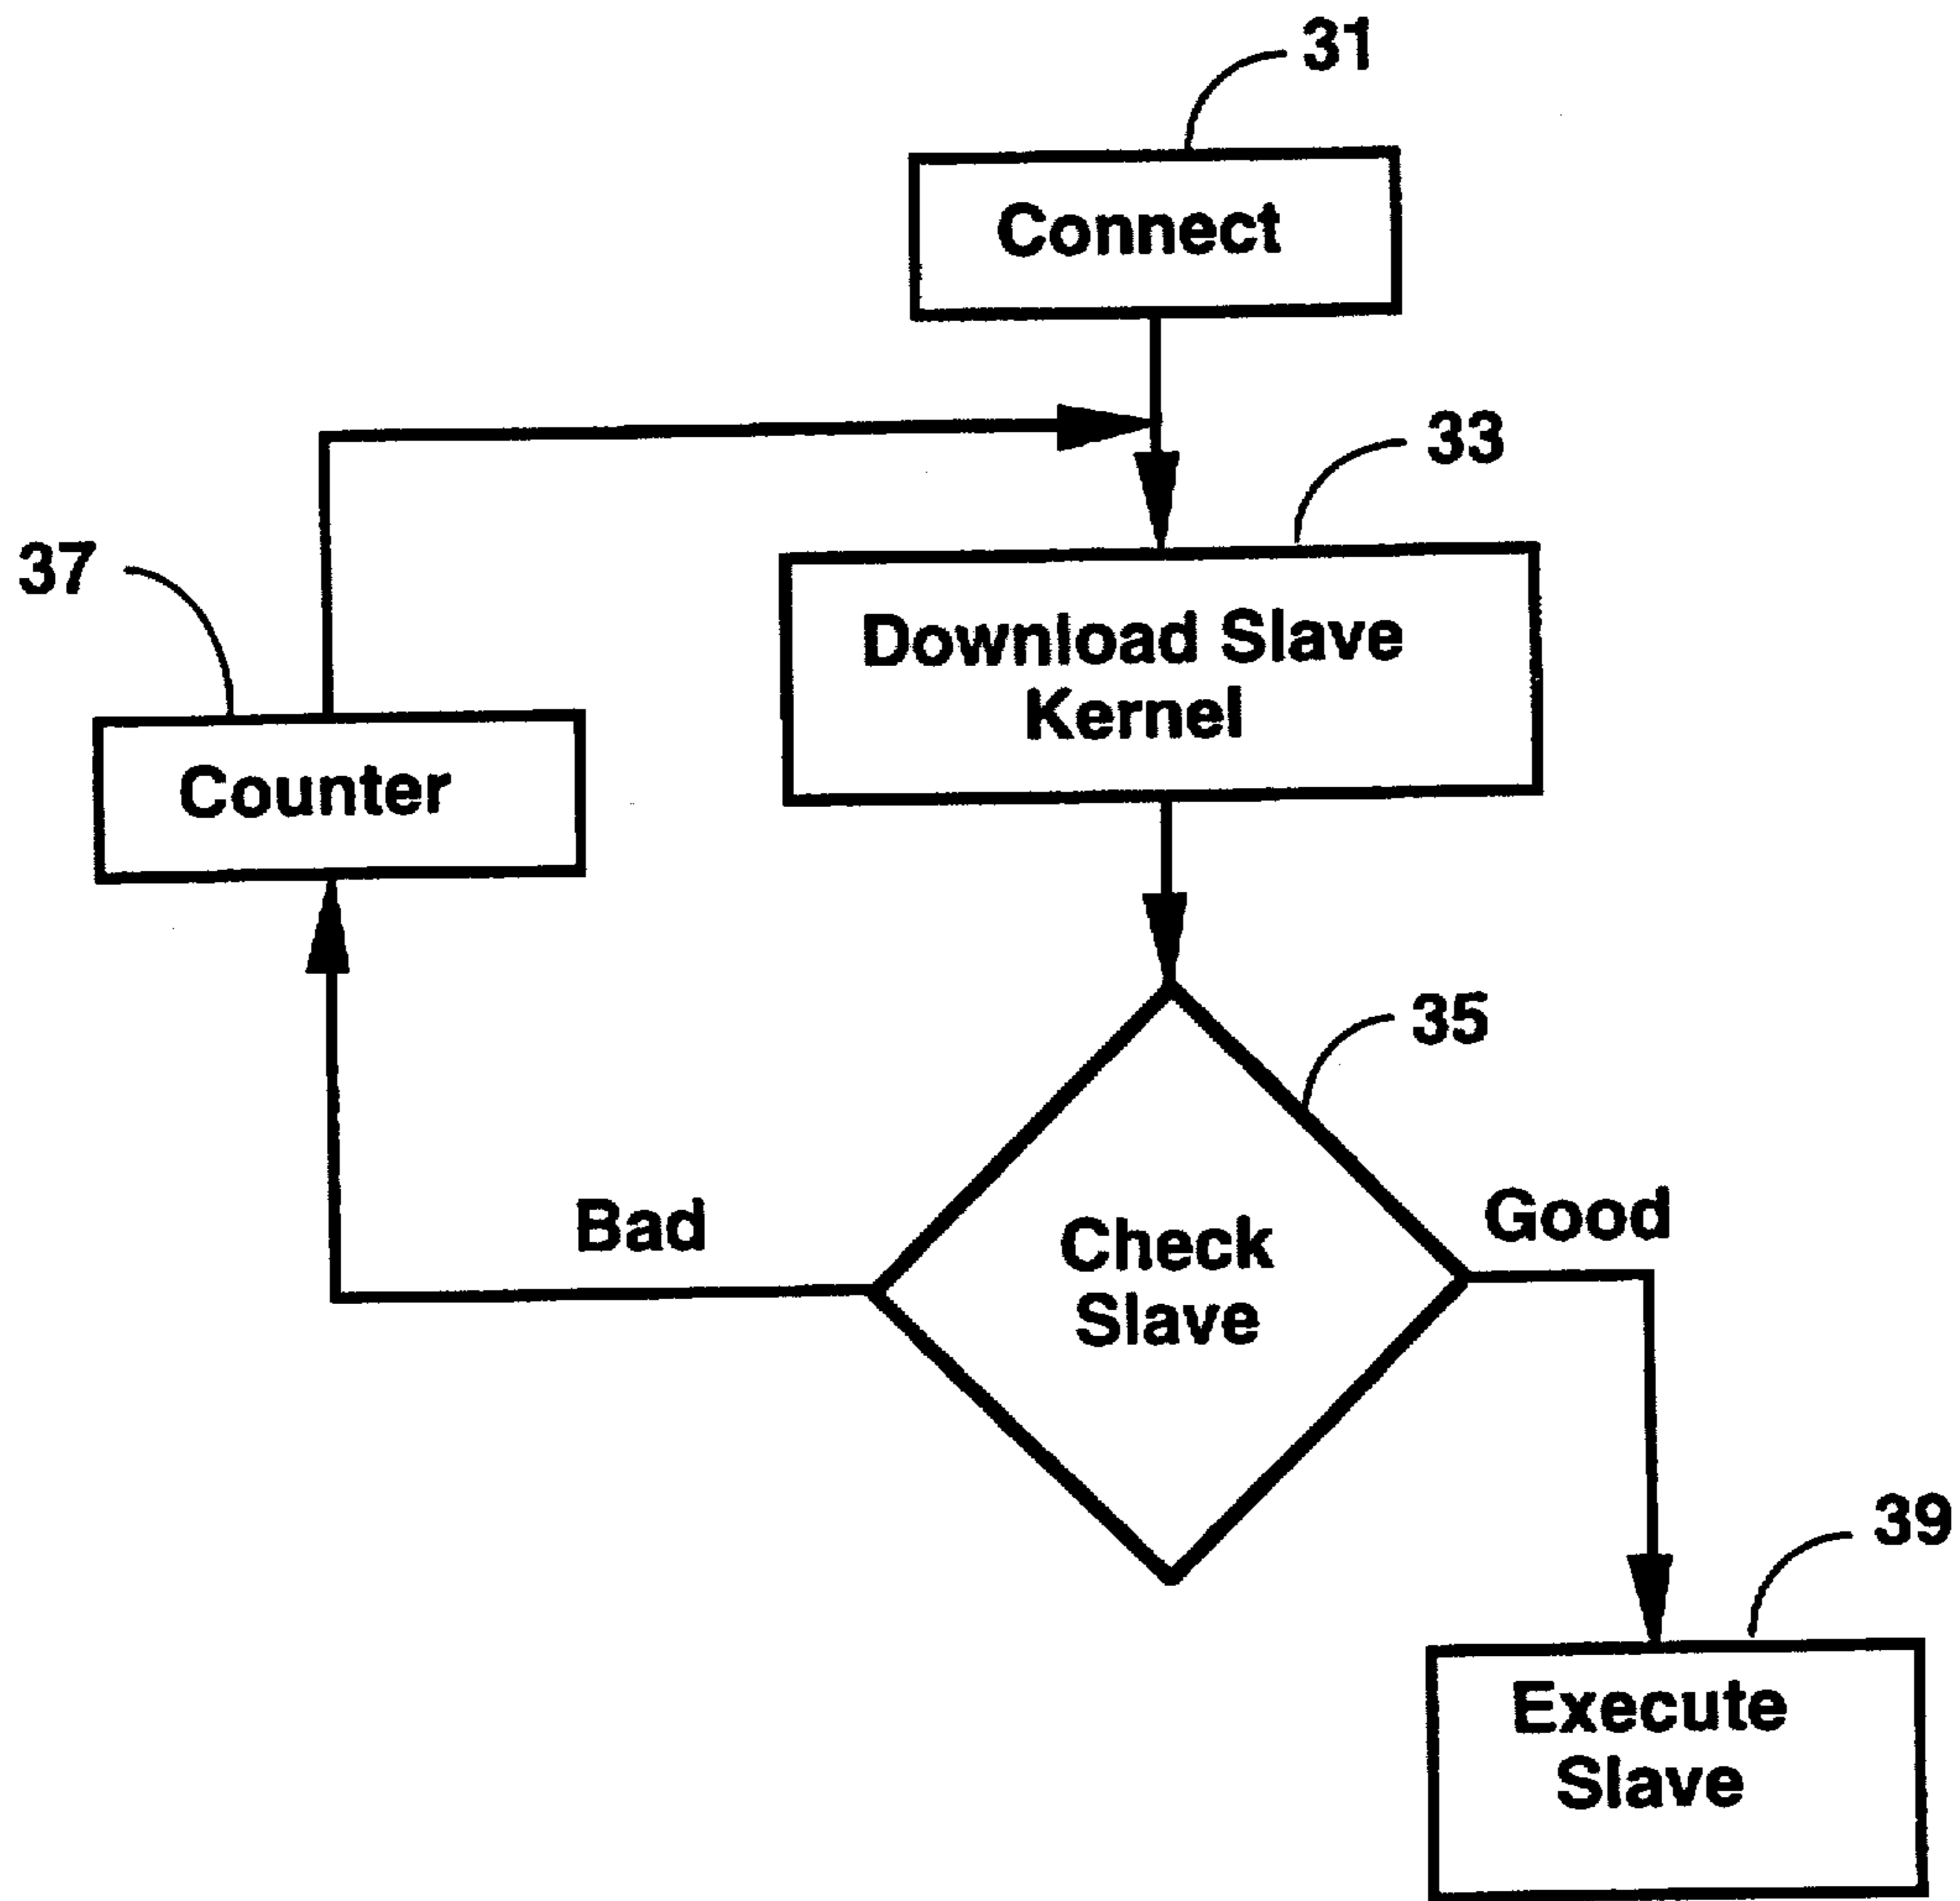 31
Connect
33
Download Slave
Kernel
37
Counter
35
Check
Slave
Bad
Good
39
Execute
Slave